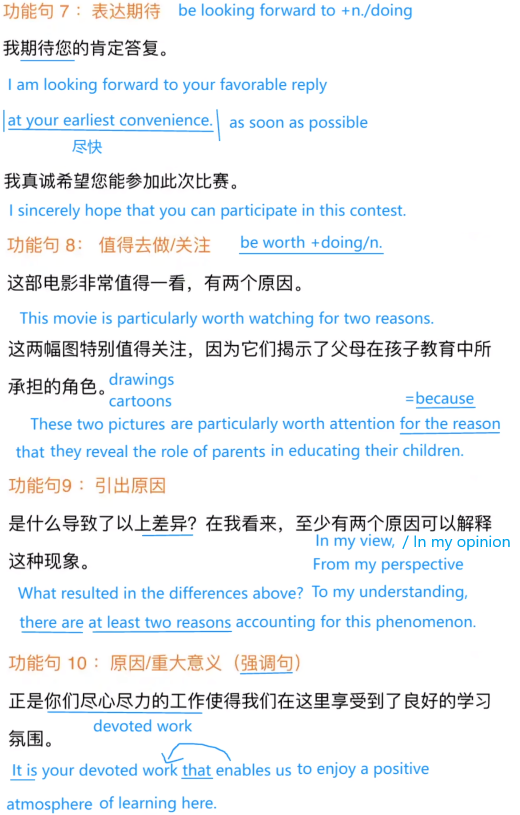 功能句 7 ：表达期待 be looking forward to +n./doing
我期待您的肯定答复。
I am looking forward to your favorable reply
at your earliest convenience. as soon as possible
尽快
我真诚希望您能参加此次比赛。
I sincerely hope that you can participate in this contest.
功能句 8： 值得去做/关注 be worth +doing/n.
这部电影非常值得一看，有两个原因。
This movie is particularly worth watching for two reasons.
这两幅图特别值得关注，因为它们揭示了父母在孩子教育中所
承担的角色。drawings
cartoons =because
These two pictures are particularly worth attention for the reason
that they reveal the role of parents in educating their children.
功能句9 ：引出原因
是什么导致了以上差异？在我看来，至少有两个原因可以解释
In my view, / In my opinion
这种现象。 From my perspective
What resulted in the differences above? To my understanding,
there are at least two reasons accounting for this phenomenon.
功能句 10 ：原因/重大意义（强调句）
正是你们尽心尽力的工作使得我们在这里享受到了良好的学习
氛围。 devoted work
It is your devoted work that enables us to enjoy a positive
atmosphere of learning here.